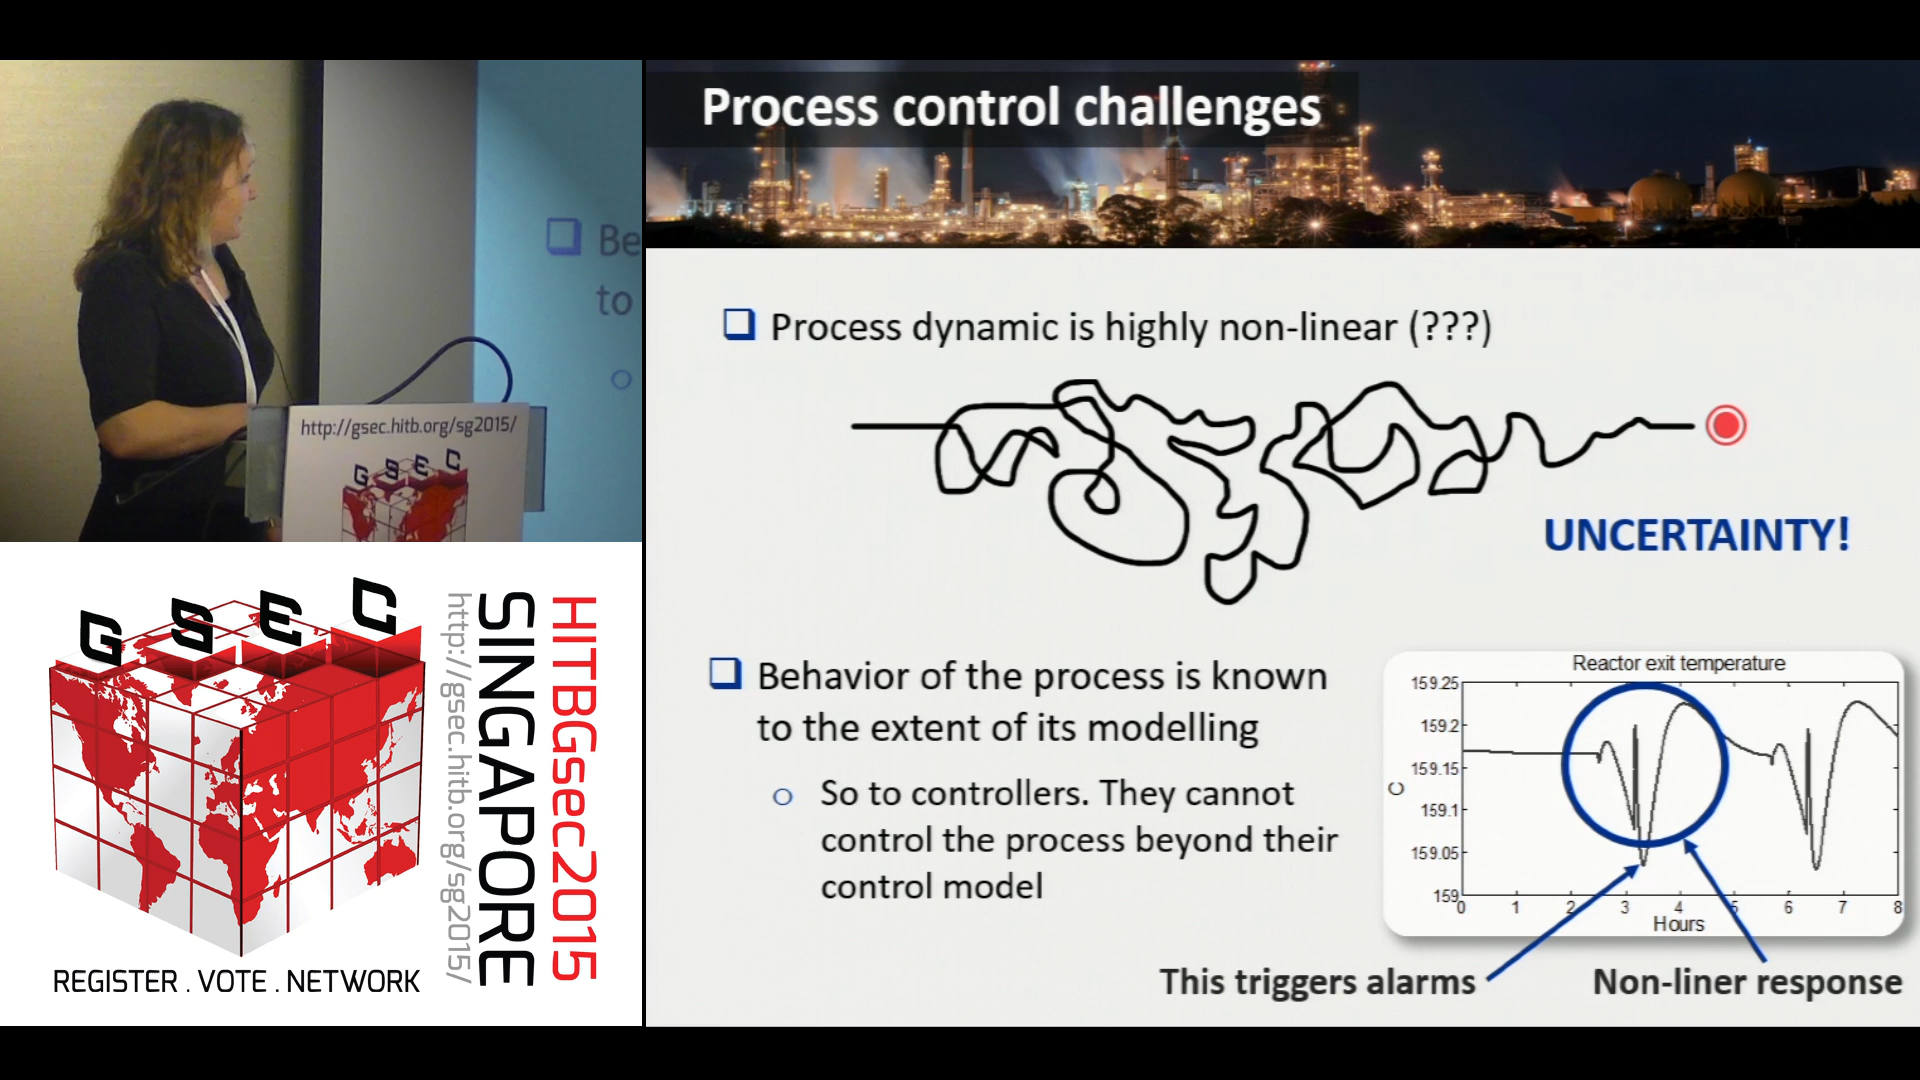 Be
to
http://gsec.hitb.org/sg2015/
G S E C
G S E C
REGISTER . VOTE . NETWORK
http://gsec.hitb.org/sg2015/
SINGAPORE
HITBGsec2015
Process control challenges
Process dynamic is highly non-linear (???)
UNCERTAINTY!
Behavior of the process is known
to the extent of its modelling
So to controllers. They cannot
control the process beyond their
control model
Reactor exit temperature
159.25
159.2
159.15
159.1
159.05
159
C
0 1 2 3 4 5 6 7 8
Hours
This triggers alarms
Non-liner response